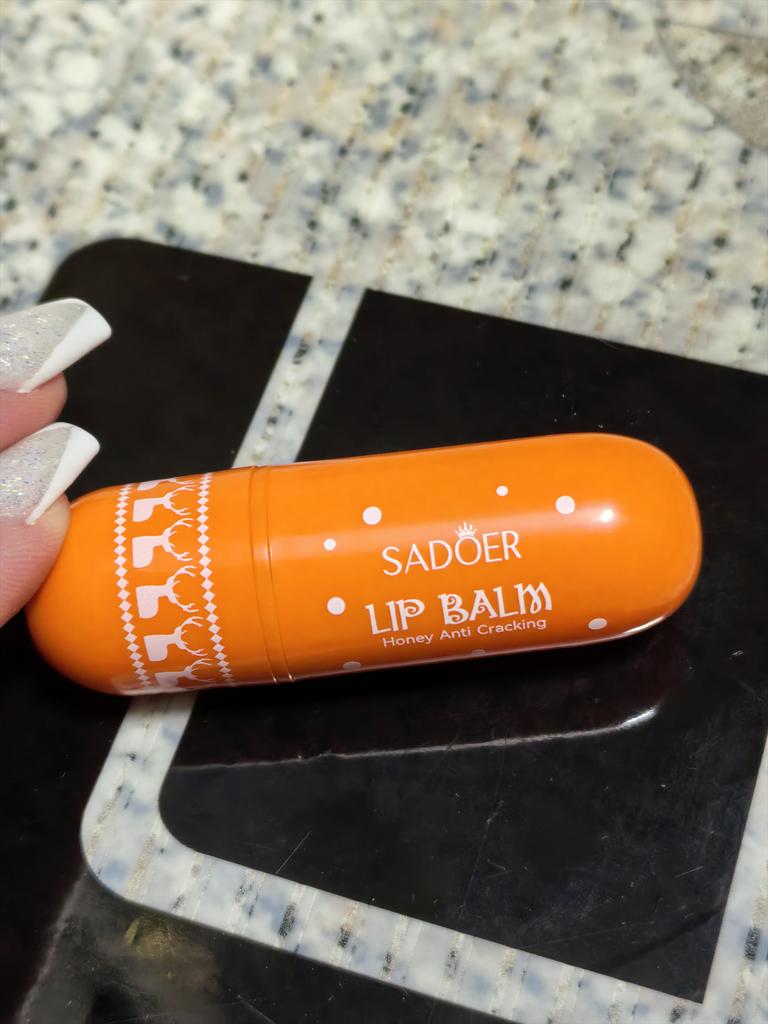 SADOER
LIP BALM
Honey Anti Cracking